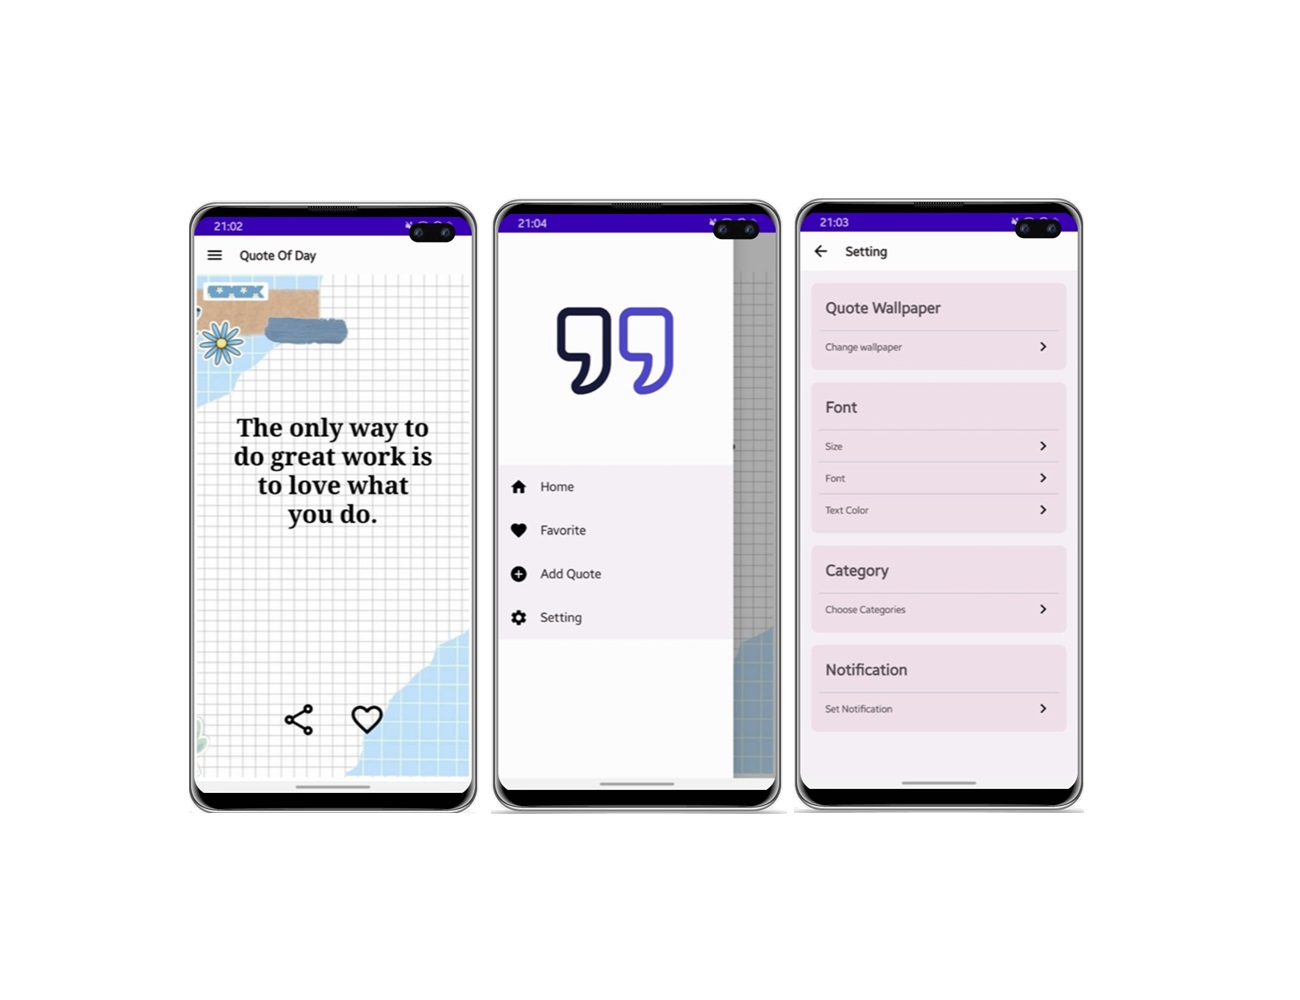 21:02
Quote Of Day
The only way to
do great work is
to love what
you do.
21:04
Home
Favorite
Add Quote
Setting
21:03
Setting
Quote Wallpaper
Change wallpaper
Font
Size
Font
Text Color
Category
Choose Categories
Notification
Set Notification